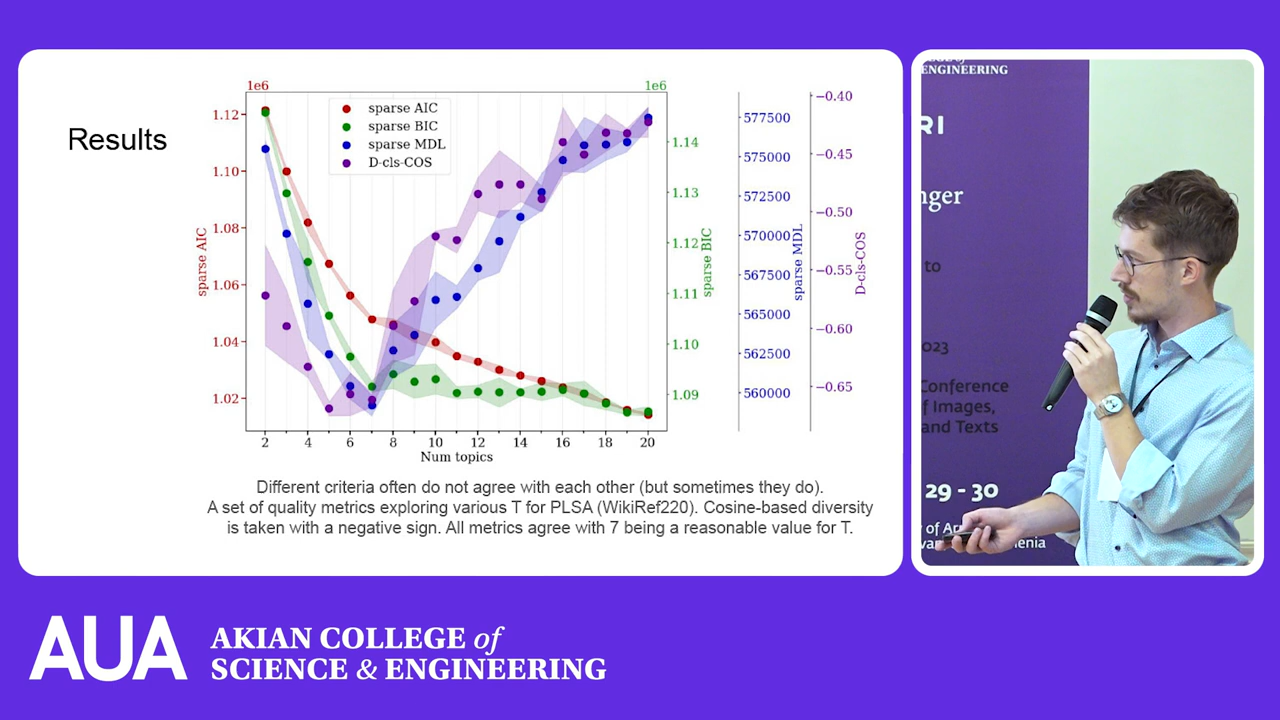 Results
1e6
1e6
sparse AIC
sparse BIC
sparse MDL
D-cls-COS
1.12
1.10
1.08
1.06
1.04
1.02
sparse AIC
2
4
6
8
10
12
14
16
18
20
Num topics
1.14
1.13
1.12
1.11
1.10
1.09
sparse BIC
577500
575000
572500
570000
567500
565000
562500
560000
sparse MDL
−0.40
−0.45
−0.50
−0.55
−0.60
−0.65
D-cls-COS
Different criteria often do not agree with each other (but sometimes they do).
A set of quality metrics exploring various T for PLSA (WikiRef220). Cosine-based diversity
is taken with a negative sign. All metrics agree with 7 being a reasonable value for T.
ENGINEERING
RI
nger
to
023
Conference
f Images,
and Texts
29 - 30
of Ar
enia
AUA
AKIAN COLLEGE of
SCIENCE & ENGINEERING